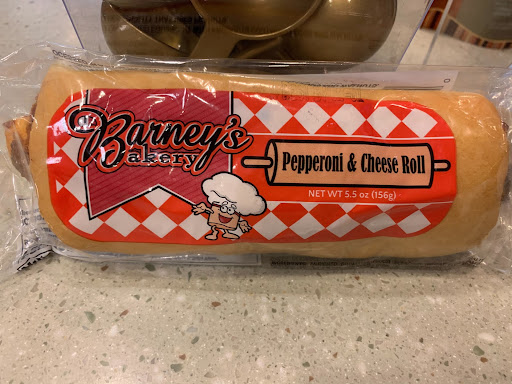 Barney's
Bakery
Pepperoni & Cheese Roll
NET WT 5.5 oz (156g)